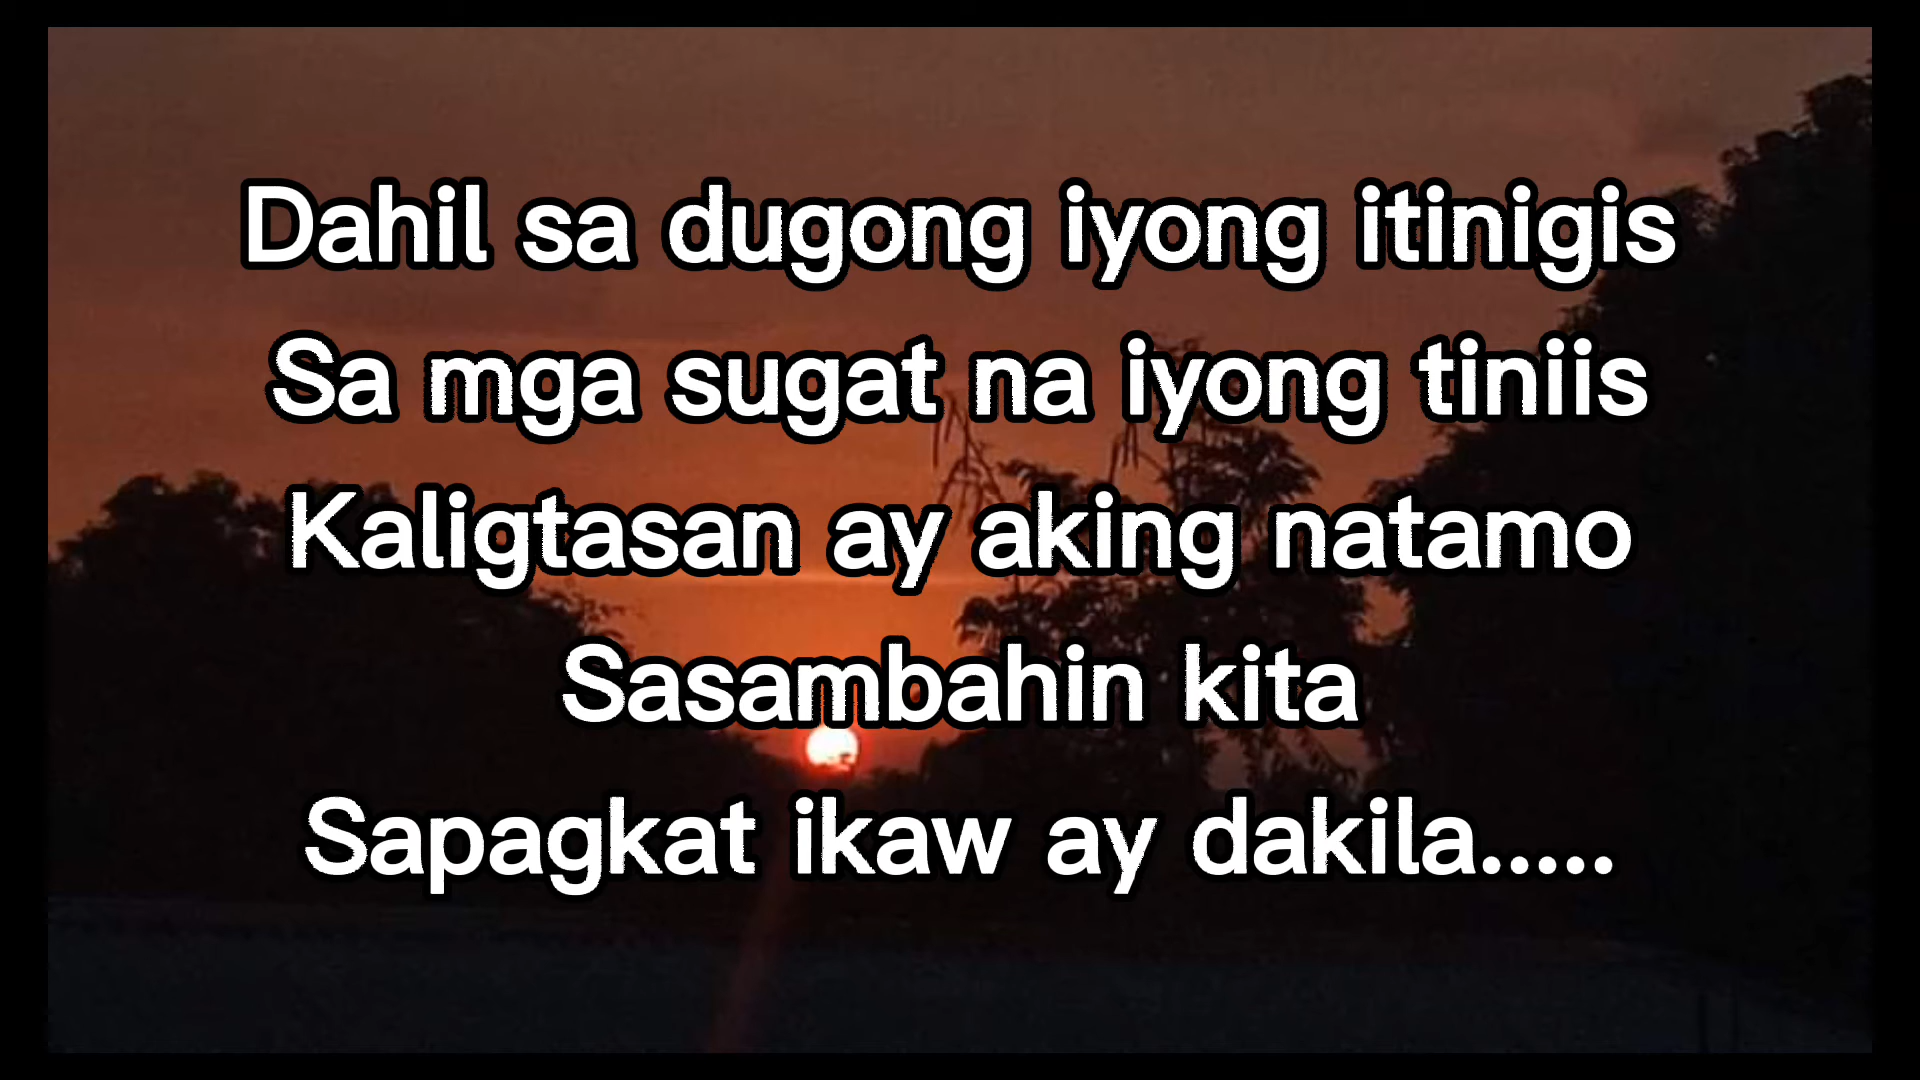 Dahil sa dugong iyong itinigis
Sa mga sugat na iyong tiniis
Kaligtasan ay aking natamo
Sasambahin kita
Sapagkat ikaw ay dakila.....